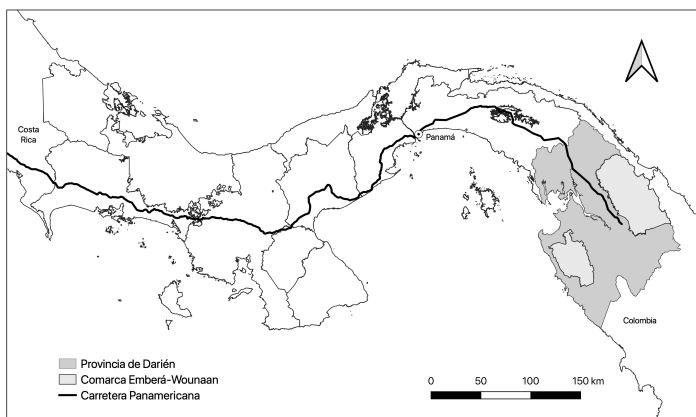 Costa
Rica
Panamá
Colombia
Provincia de Darién
Comarca Emberá-Wounaan
Carretera Panamericana
0 50 100 150 km